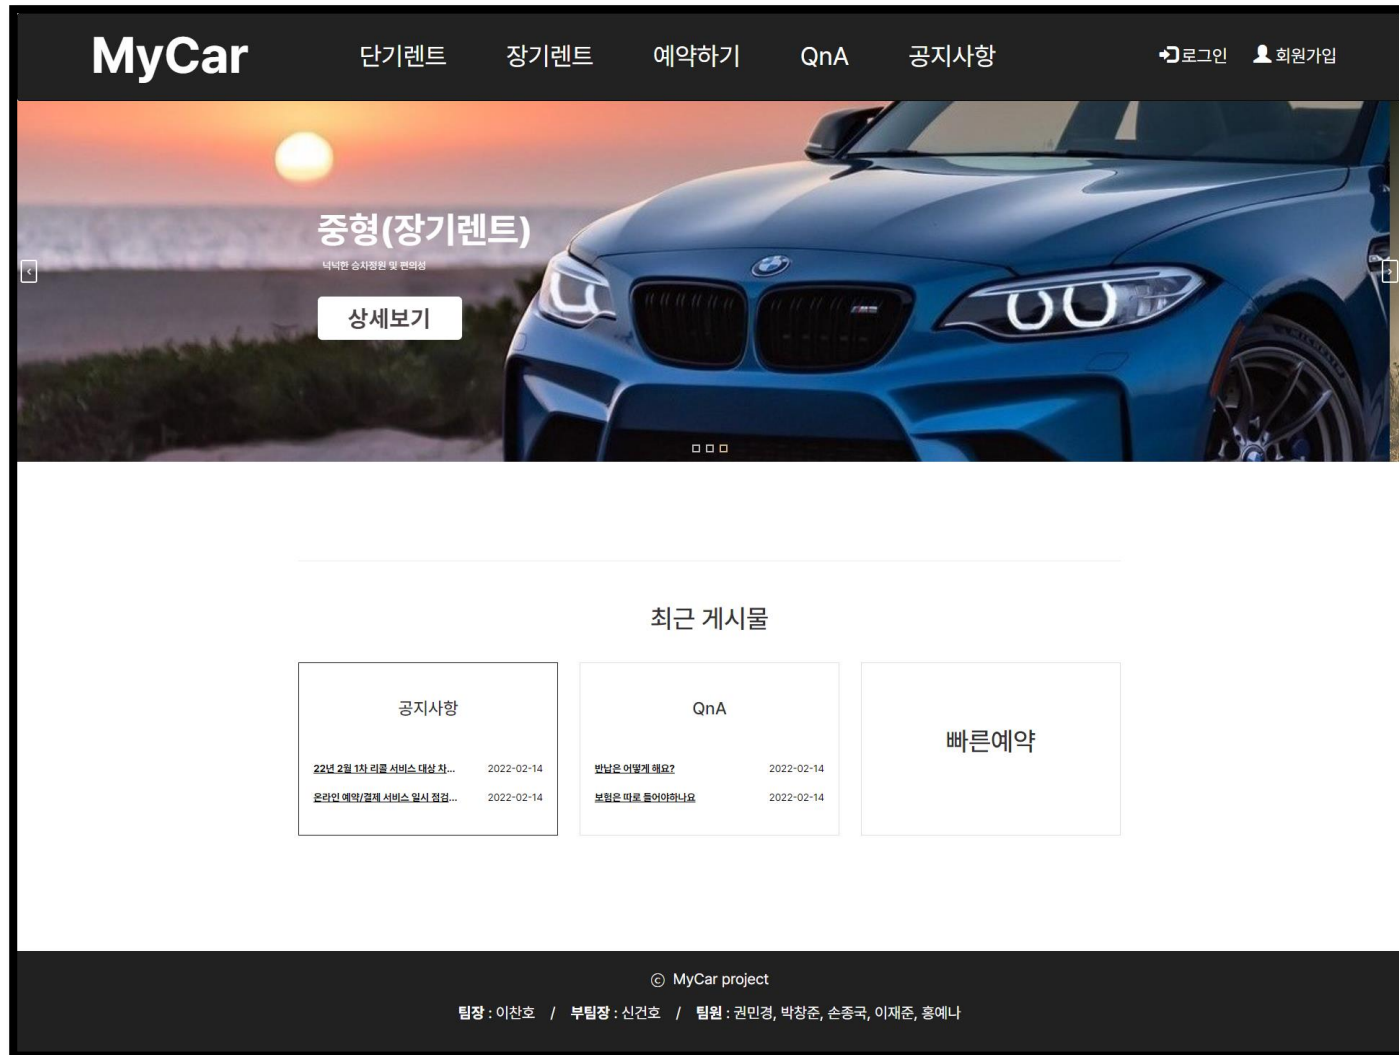 MyCar 단기렌트 장기렌트 예약하기 QnA 공지사항 로그인 회원가입
중형(장기렌트)
넉넉한 승차정원 및 편의성
상세보기
최근 게시물
공지사항
22년 2월 1차 리콜 서비스 대상 차... 2022-02-14
온라인 예약/결제 서비스 일시 점검... 2022-02-14
QnA
반납은 어떻게 해요? 2022-02-14
보험은 따로 들어야하나요 2022-02-14
빠른예약
ⓒ MyCar project
팀장 : 이찬호 / 부팀장 : 신건호 / 팀원 : 권민경, 박창준, 손종국, 이재준, 홍예나